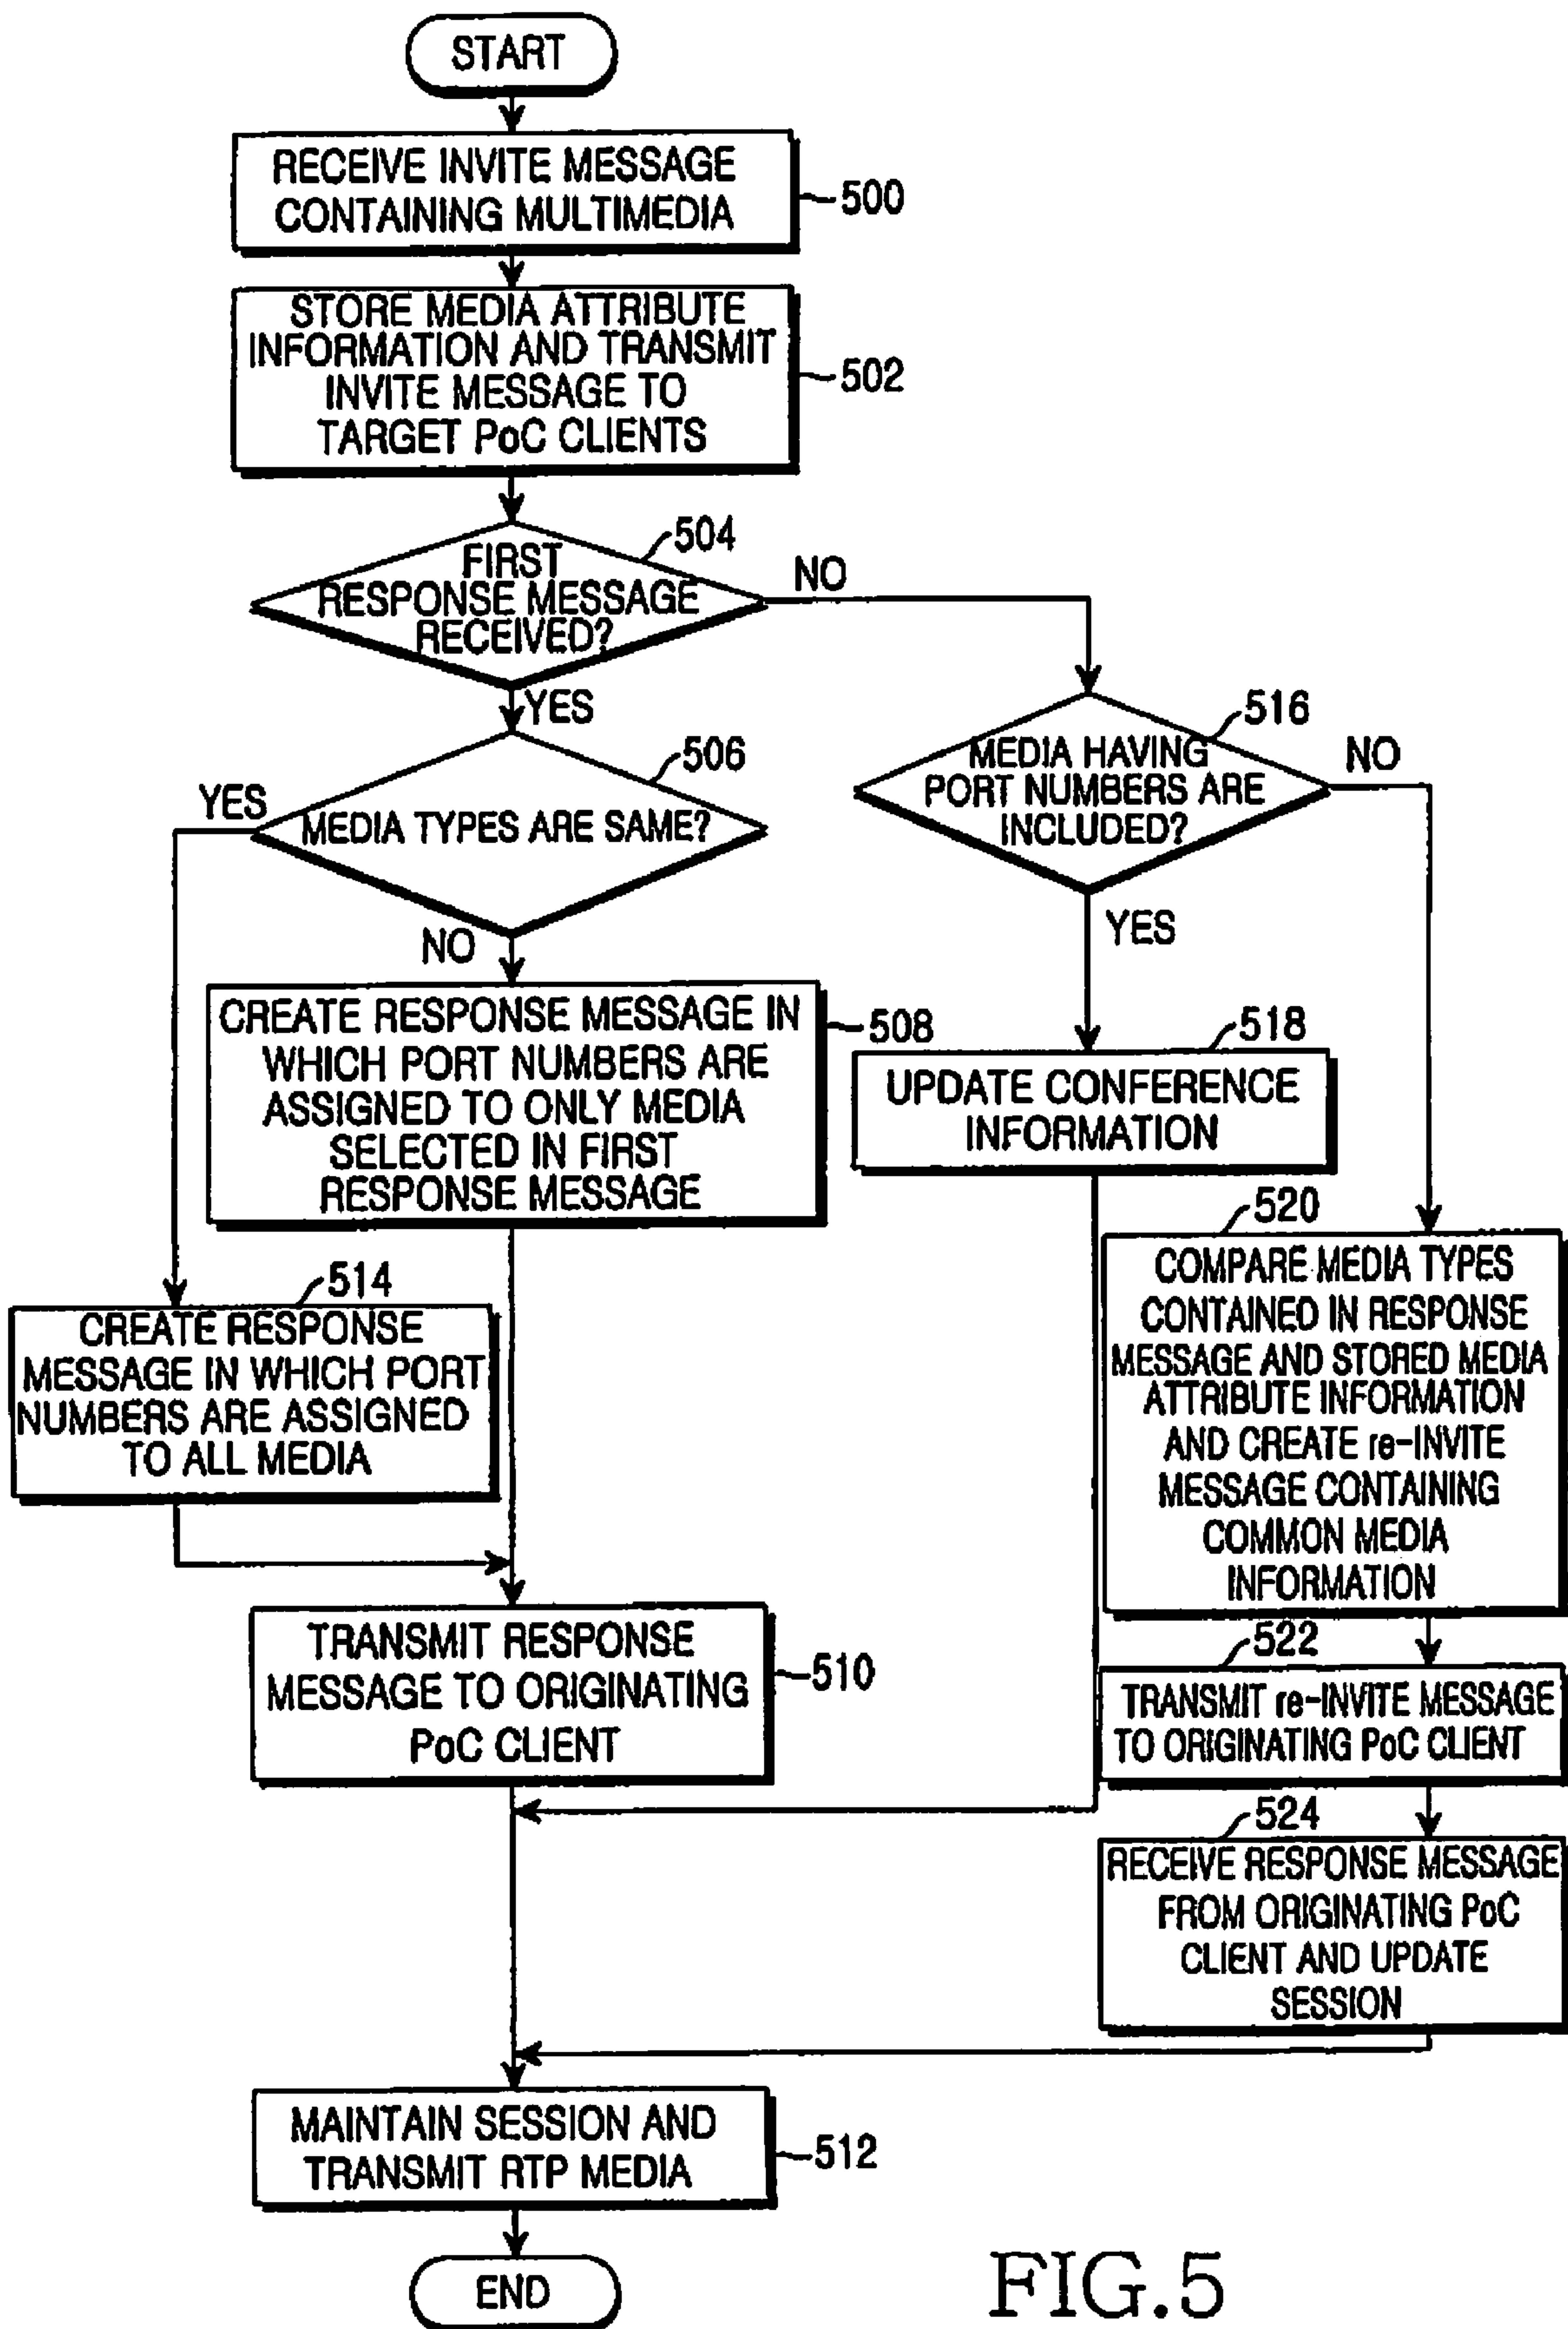 START
RECEIVE INVITE MESSAGE
CONTAINING MULTIMEDIA
500
STORE MEDIA ATTRIBUTE
INFORMATION AND TRANSMIT
INVITE MESSAGE TO
TARGET PoC CLIENTS
502
504
FIRST
RESPONSE MESSAGE
RECEIVED?
NO
YES
506
YES
MEDIA TYPES ARE SAME?
NO
516
MEDIA HAVING
PORT NUMBERS ARE
INCLUDED?
NO
YES
CREATE RESPONSE MESSAGE IN
WHICH PORT NUMBERS ARE
ASSIGNED TO ONLY MEDIA
SELECTED IN FIRST
RESPONSE MESSAGE
508
518
UPDATE CONFERENCE
INFORMATION
514
CREATE RESPONSE
MESSAGE IN WHICH PORT
NUMBERS ARE ASSIGNED
TO ALL MEDIA
520
COMPARE MEDIA TYPES
CONTAINED IN RESPONSE
MESSAGE AND STORED MEDIA
ATTRIBUTE INFORMATION
AND CREATE re-INVITE
MESSAGE CONTAINING
COMMON MEDIA
INFORMATION
TRANSMIT RESPONSE
MESSAGE TO ORIGINATING
PoC CLIENT
510
522
TRANSMIT re-INVITE MESSAGE
TO ORIGINATING PoC CLIENT
524
RECEIVE RESPONSE MESSAGE
FROM ORIGINATING PoC
CLIENT AND UPDATE
SESSION
MAINTAIN SESSION AND
TRANSMIT RTP MEDIA
512
END
FIG.5